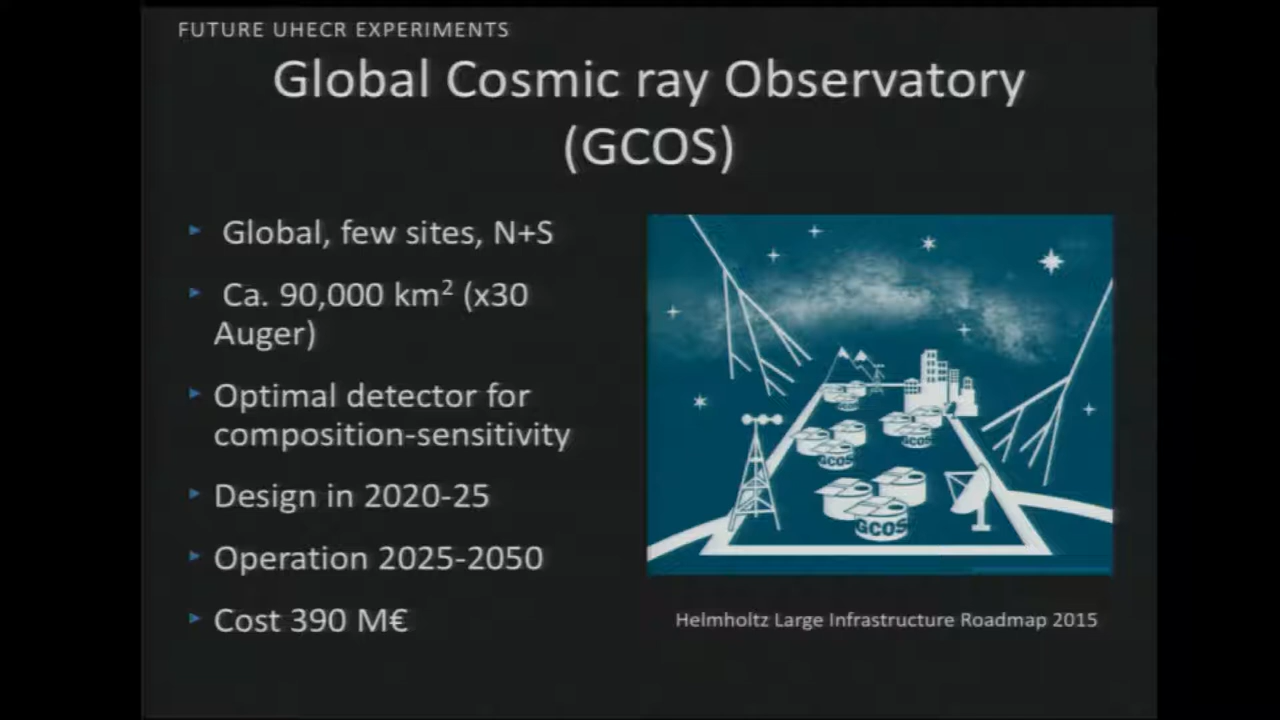 FUTURE UHECR EXPERIMENTS
Global Cosmic ray Observatory
(GCOS)
Global, few sites, N+S
Ca. 90,000 km² (x30
Auger)
Optimal detector for
composition-sensitivity
Design in 2020-25
Operation 2025-2050
Cost 390 M€
GCOS
GCOS
GCOS
Helmholtz Large Infrastructure Roadmap 2015